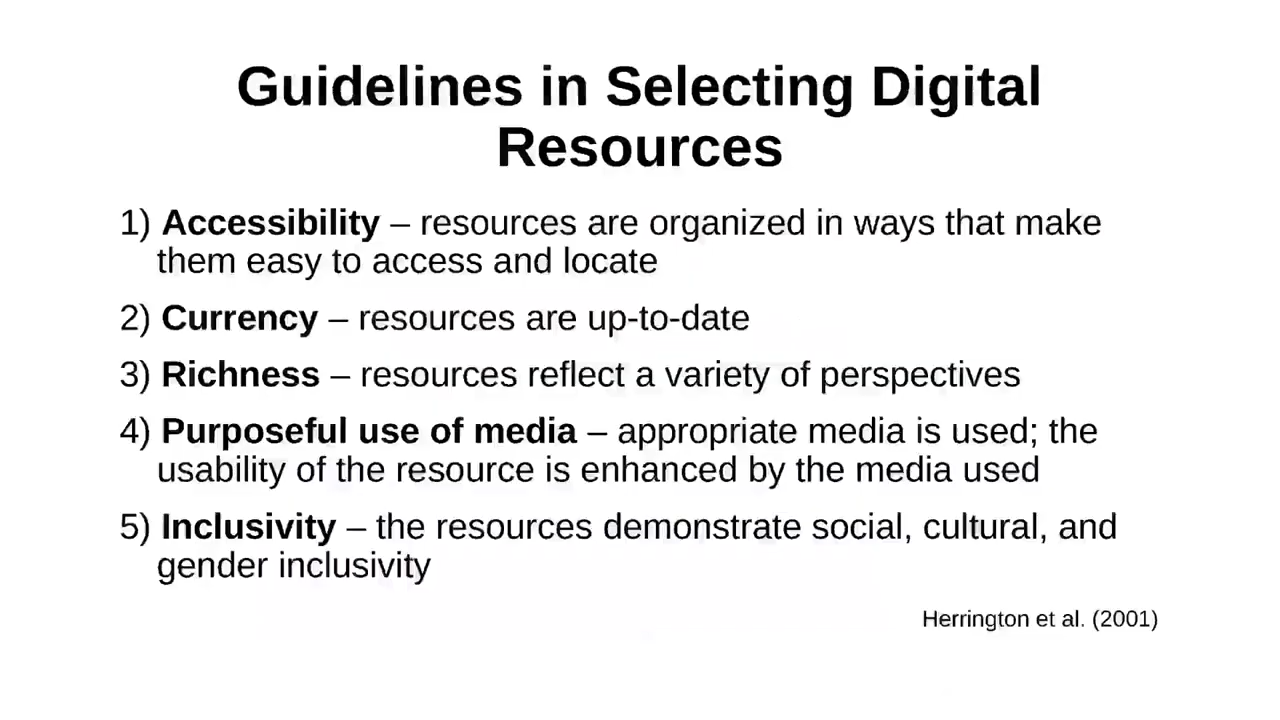 Guidelines in Selecting Digital
Resources
1) Accessibility – resources are organized in ways that make
them easy to access and locate
2) Currency – resources are up-to-date
3) Richness – resources reflect a variety of perspectives
4) Purposeful use of media – appropriate media is used; the
usability of the resource is enhanced by the media used
5) Inclusivity – the resources demonstrate social, cultural, and
gender inclusivity
Herrington et al. (2001)